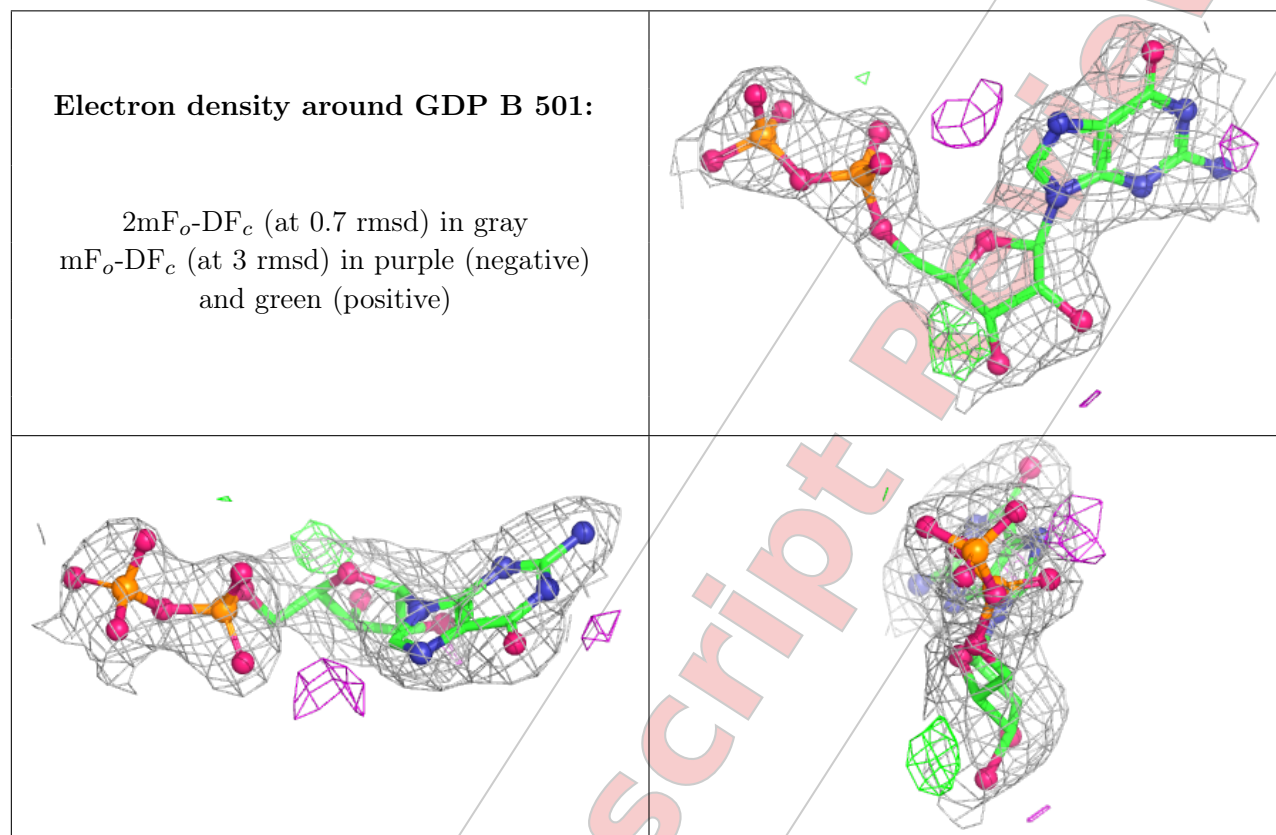 Electron density around GDP B 501:
2mFo-DFc (at 0.7 rmsd) in gray
mFo-DFc (at 3 rmsd) in purple (negative)
and green (positive)
script P